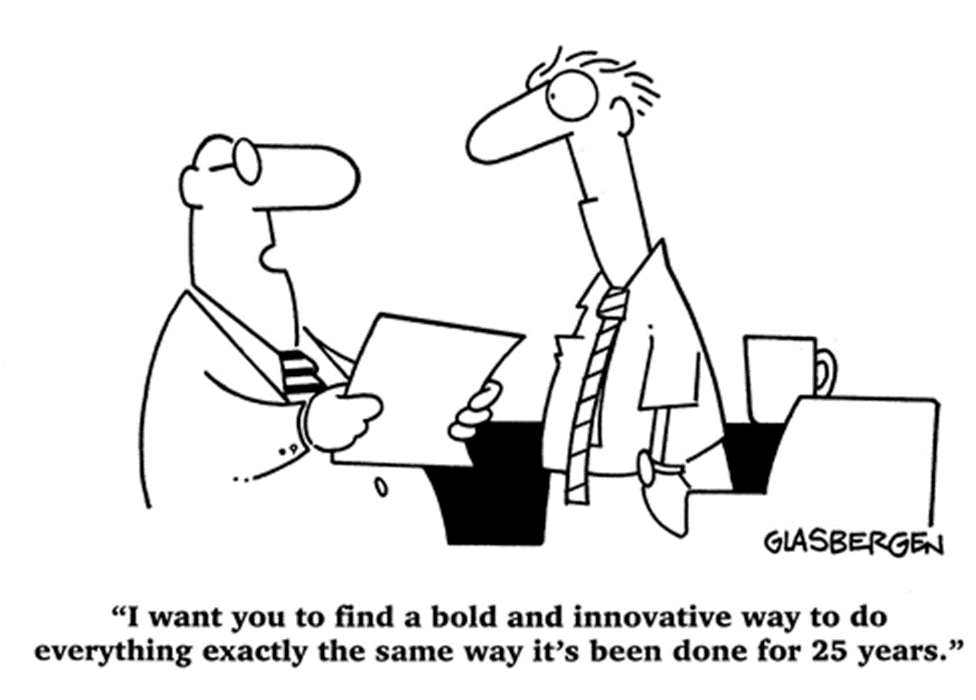 GLASBERGEN
“I want you to find a bold and innovative way to do
everything exactly the same way it’s been done for 25 years.”